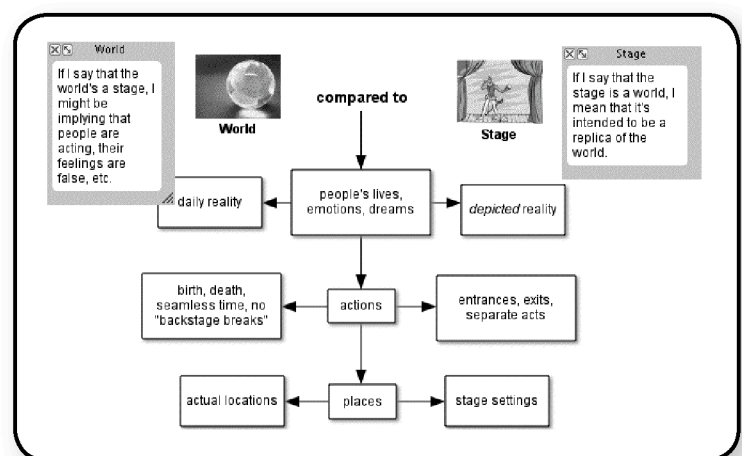 World
If I say that the
world's a stage, I
might be
implying that
people are
acting, their
feelings are
false, etc.
World
compared to
Stage
Stage
If I say that the
stage is a world, I
mean that it's
intended to be a
replica of the
world.
daily reality
people's lives,
emotions, dreams
depicted reality
birth, death,
seamless time, no
"backstage breaks"
actions
entrances, exits,
separate acts
actual locations
places
stage settings